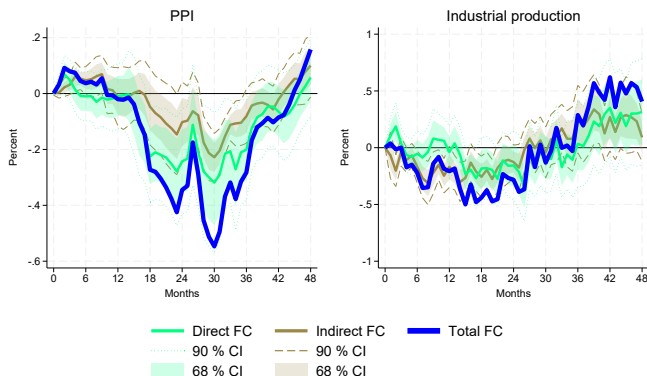 PPI
Industrial production
.2
0
-.2
-.4
-.6
Percent
0 6 12 18 24 30 36 42 48
Months
1
.5
0
-.5
-1
Percent
0 6 12 18 24 30 36 42 48
Months
Direct FC Indirect FC Total FC
90 % CI 90 % CI
68 % CI 68 % CI